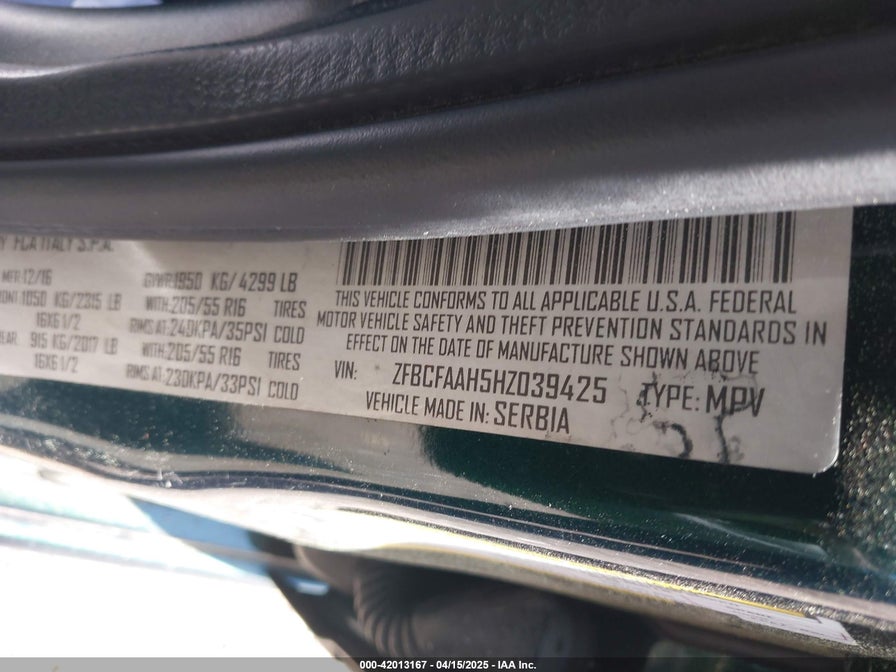 FCA ITALY S.P.A.
12/16 GVWR:1950 KG/4299 LB
1050 KG/2315 LB WITH:205/55 R16 TIRES
16X6 1/2 RIMS AT:240KPA/35PSI COLD
915 KG/2017 LB WITH:205/55 R16 TIRES
16X6 1/2 RIMS AT:230KPA/33PSI COLD
THIS VEHICLE CONFORMS TO ALL APPLICABLE U.S.A. FEDERAL
MOTOR VEHICLE SAFETY AND THEFT PREVENTION STANDARDS IN
EFFECT ON THE DATE OF MANUFACTURE SHOWN ABOVE
VIN: ZFBCFAAH5HZ039425 TYPE: MPV
VEHICLE MADE IN: SERBIA
000-42013167 - 04/15/2025 - IAA Inc.